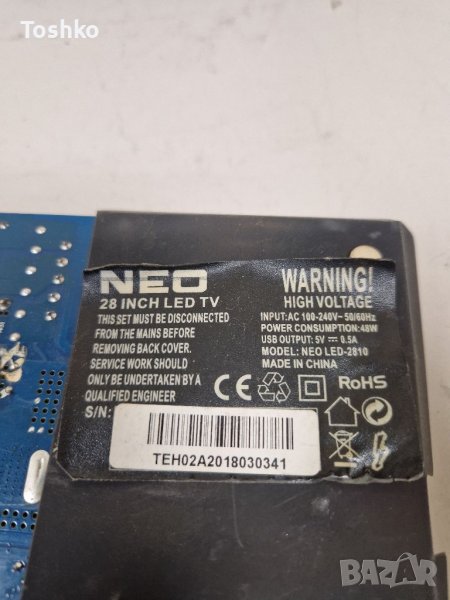 Toshko
NEO
28 INCH LED TV
THIS SET MUST BE DISCONNECTED
FROM THE MAINS BEFORE
REMOVING BACK COVER.
SERVICE WORK SHOULD
ONLY BE UNDERTAKEN BY A
QUALIFIED ENGINEER
S/N:
WARNING!
HIGH VOLTAGE
INPUT:AC 100-240V~ 50/60Hz
POWER CONSUMPTION:48W
USB OUTPUT: 5V ⎓ 0.5A
MODEL: NEO LED-2810
MADE IN CHINA
CE RoHS
TEH02A2018030341
BAZAR